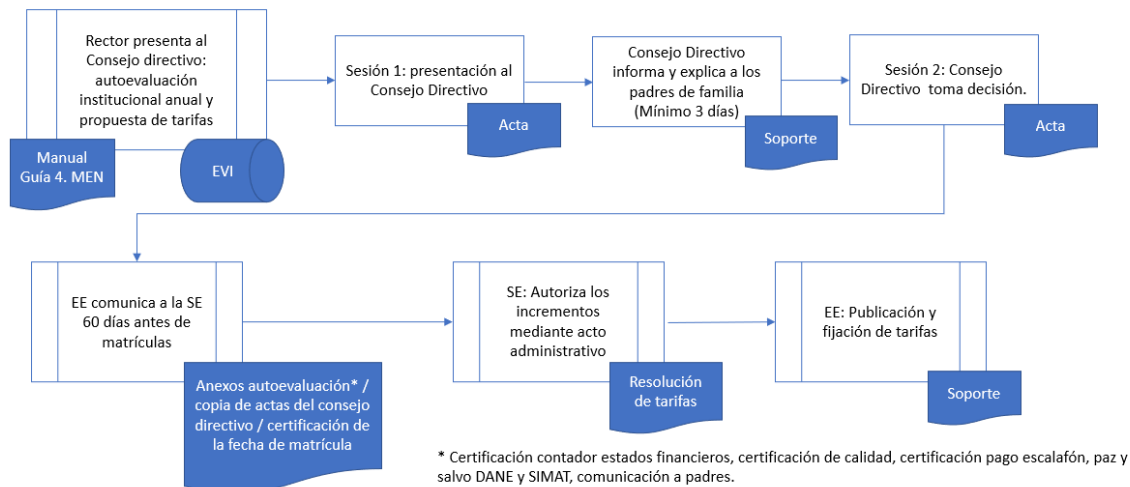 Rector presenta al
Consejo directivo:
autoevaluación
institucional anual y
propuesta de tarifas
Manual
Guía 4. MEN
EVI
Sesión 1: presentación al
Consejo Directivo
Acta
Consejo Directivo
informa y explica a los
padres de familia
(Mínimo 3 días)
Soporte
Sesión 2: Consejo
Directivo  toma decisión.
Acta
EE comunica a la SE
60 días antes de
matrículas
Anexos autoevaluación* /
copia de actas del consejo
directivo / certificación de
la fecha de matrícula
SE: Autoriza los
incrementos
mediante acto
administrativo
Resolución
de tarifas
EE: Publicación y
fijación de tarifas
Soporte
* Certificación contador estados financieros, certificación de calidad, certificación pago escalafón, paz y
salvo DANE y SIMAT, comunicación a padres.